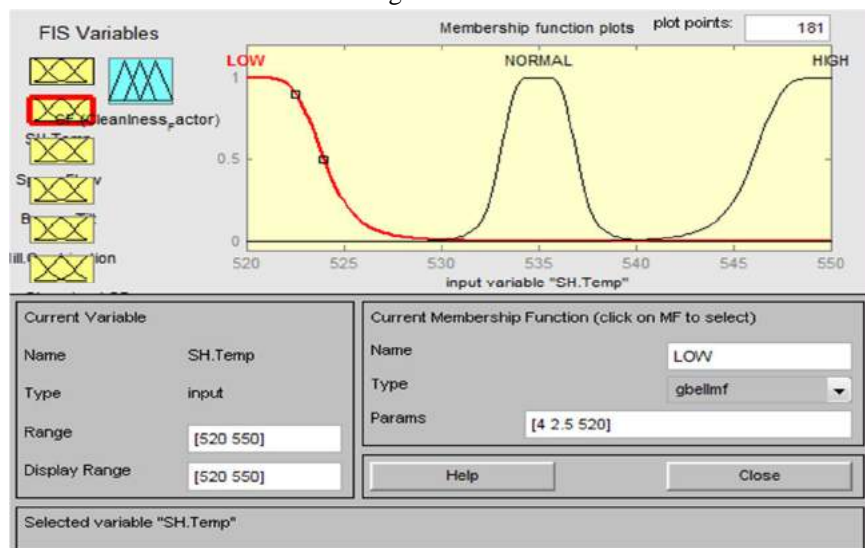 FIS Variables
Membership function plots
plot points:
181
LOW
NORMAL
HIGH
1
0.5
0
520
525
530
535
540
545
550
input variable "SH.Temp"
(Cleanliness_Factor)
SH.Temp
Current Variable
Name SH.Temp
Type input
Range [520 550]
Display Range [520 550]
Current Membership Function (click on MF to select)
Name LOW
Type gbellmf
Params [4 2.5 520]
Help
Close
Selected variable "SH.Temp"